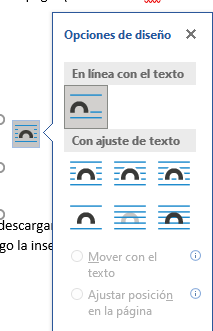 Opciones de diseño
En línea con el texto
Con ajuste de texto
descargar
go la inse
Mover con el
texto
Ajustar posición
en la página